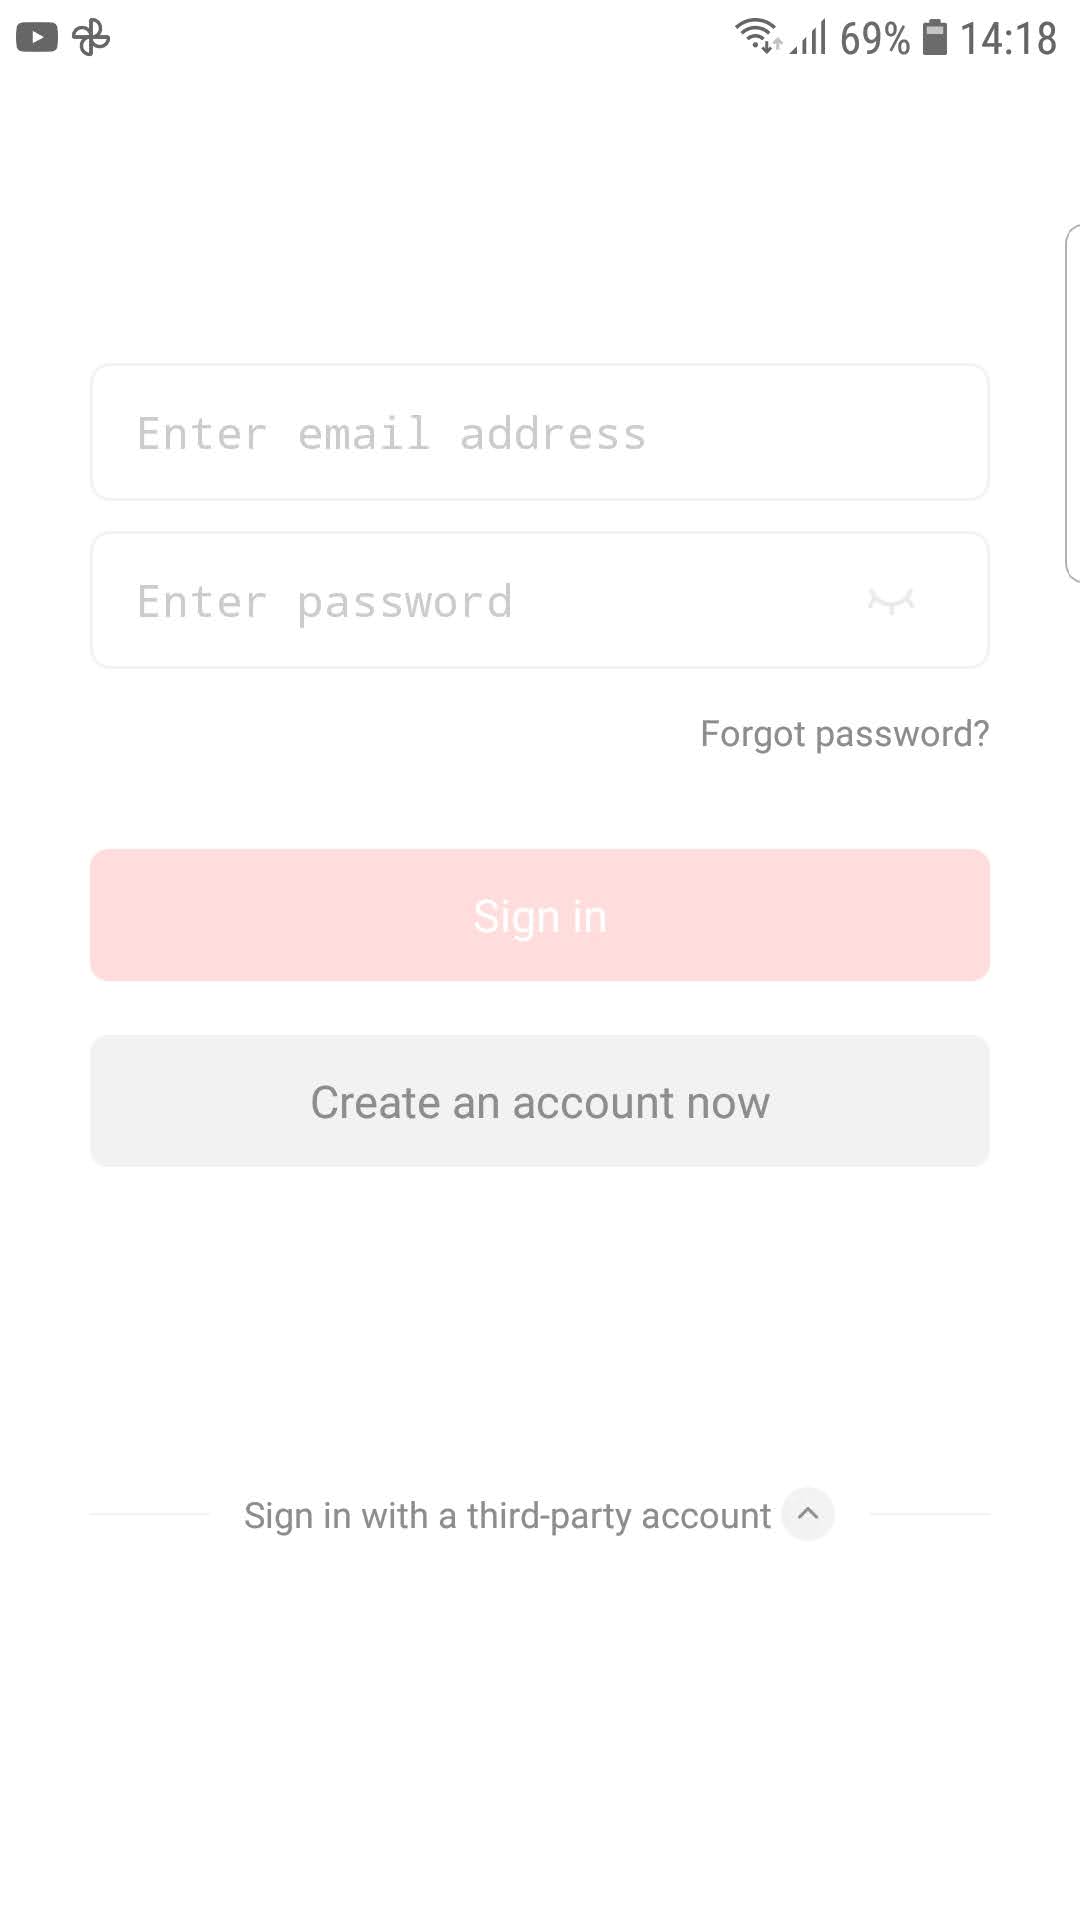 69% 14:18
Enter email address
Enter password
Forgot password?
Sign in
Create an account now
Sign in with a third-party account